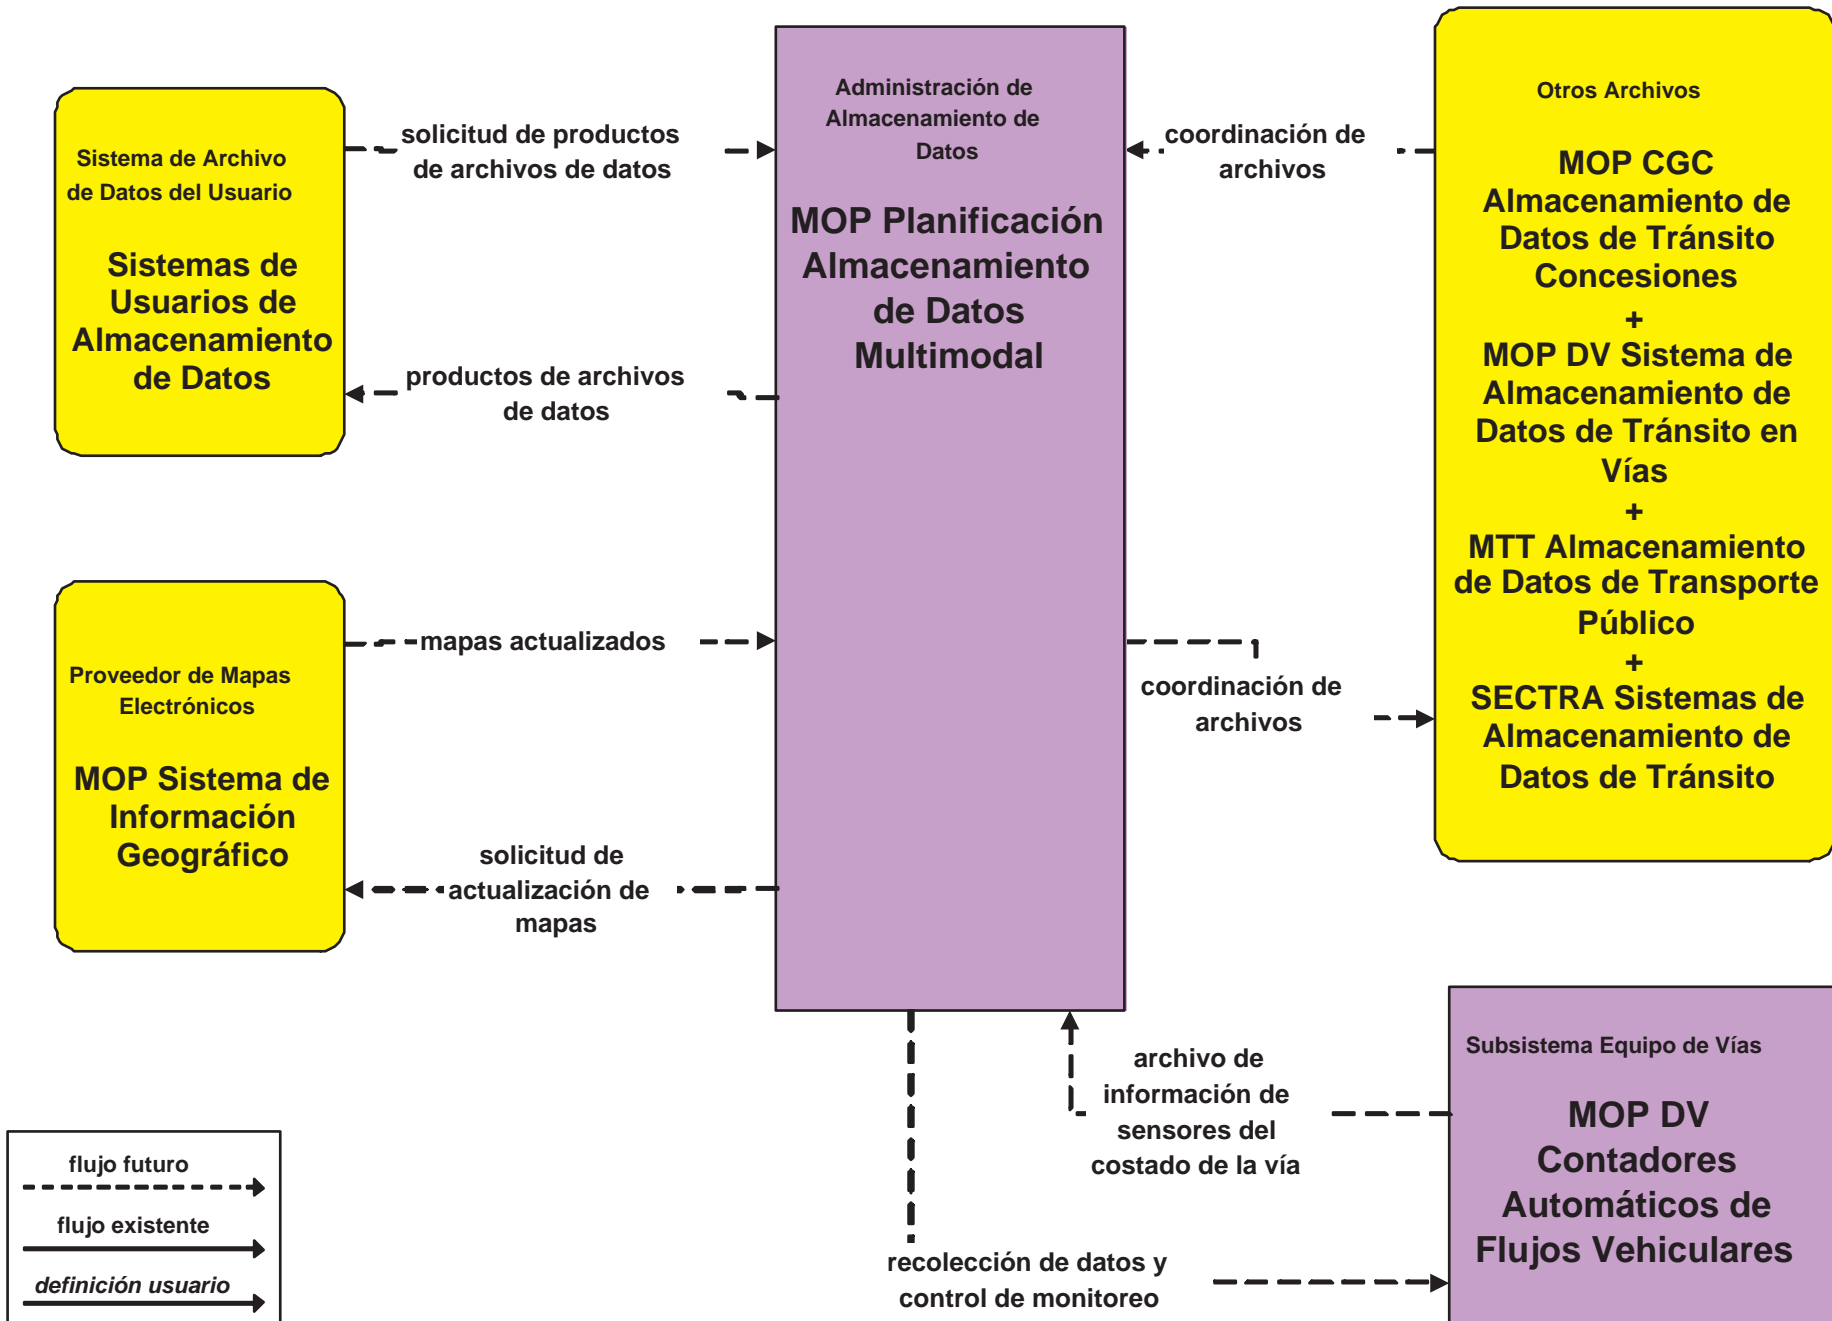 Sistema de Archivo
de Datos del Usuario
Sistemas de
Usuarios de
Almacenamiento
de Datos
solicitud de productos
de archivos de datos
productos de archivos
de datos
Administración de
Almacenamiento de
Datos
MOP Planificación
Almacenamiento
de Datos
Multimodal
coordinación de
archivos
Otros Archivos
MOP CGC
Almacenamiento de
Datos de Tránsito
Concesiones
+
MOP DV Sistema de
Almacenamiento de
Datos de Tránsito en
Vías
+
MTT Almacenamiento
de Datos de Transporte
Público
+
SECTRA Sistemas de
Almacenamiento de
Datos de Tránsito
Proveedor de Mapas
Electrónicos
MOP Sistema de
Información
Geográfico
mapas actualizados
solicitud de
actualización de
mapas
coordinación de
archivos
archivo de
información de
sensores del
costado de la vía
recolección de datos y
control de monitoreo
Subsistema Equipo de Vías
MOP DV
Contadores
Automáticos de
Flujos Vehiculares
flujo futuro
flujo existente
definición usuario